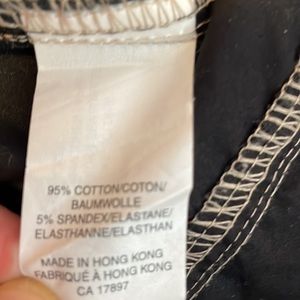 95% COTTON/COTON/
BAUMWOLLE
5% SPANDEX/ELASTANE/
ELASTHANNE/ELASTHAN
MADE IN HONG KONG
FABRIQUÉ À HONG KONG
CA 17897